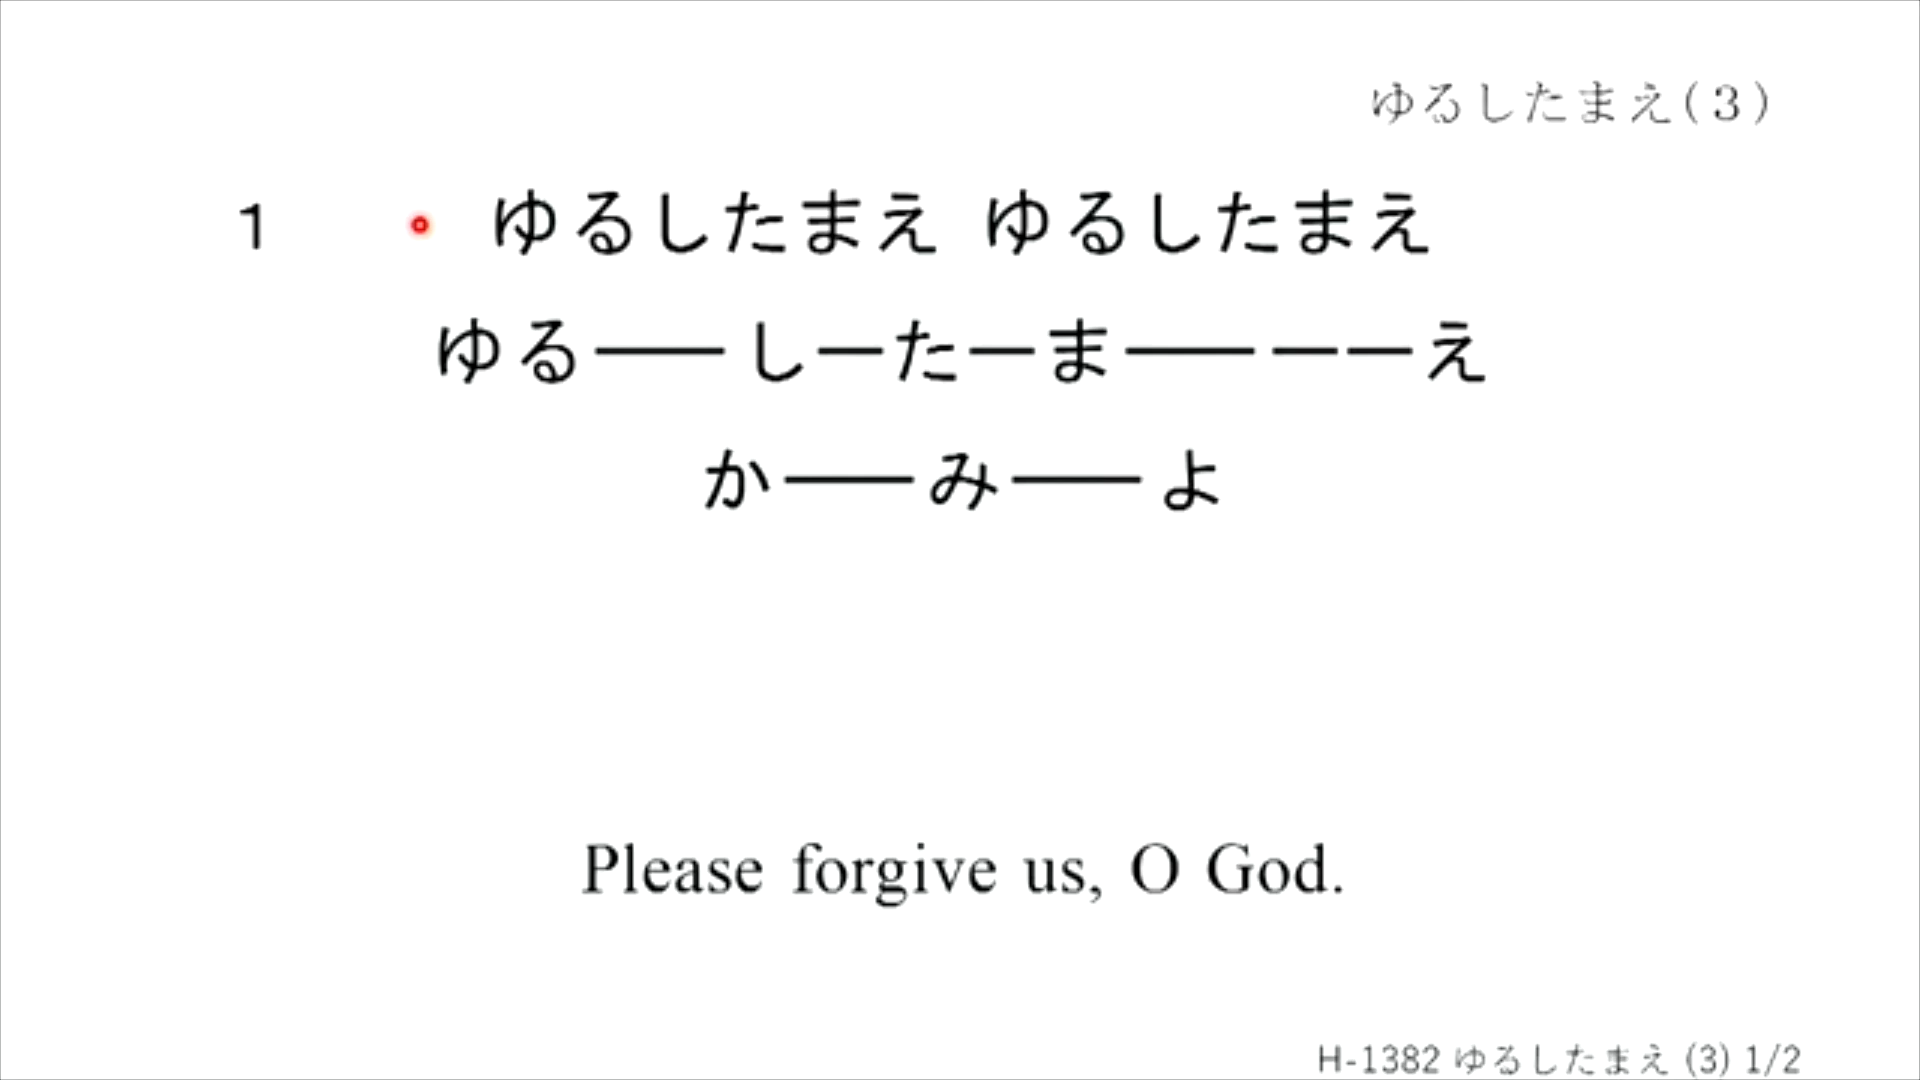 ゆるしたまえ(３)
1 ゆるしたまえ ゆるしたまえ
ゆる――し―た―ま――――え
か――み――よ
Please forgive us, O God.
H-1382 ゆるしたまえ (3) 1/2